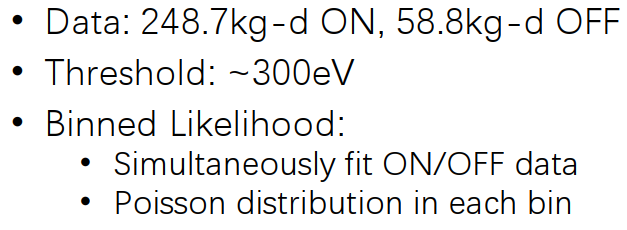 • Data: 248.7kg-d ON, 58.8kg-d OFF
• Threshold: ~300eV
• Binned Likelihood:
• Simultaneously fit ON/OFF data
• Poisson distribution in each bin